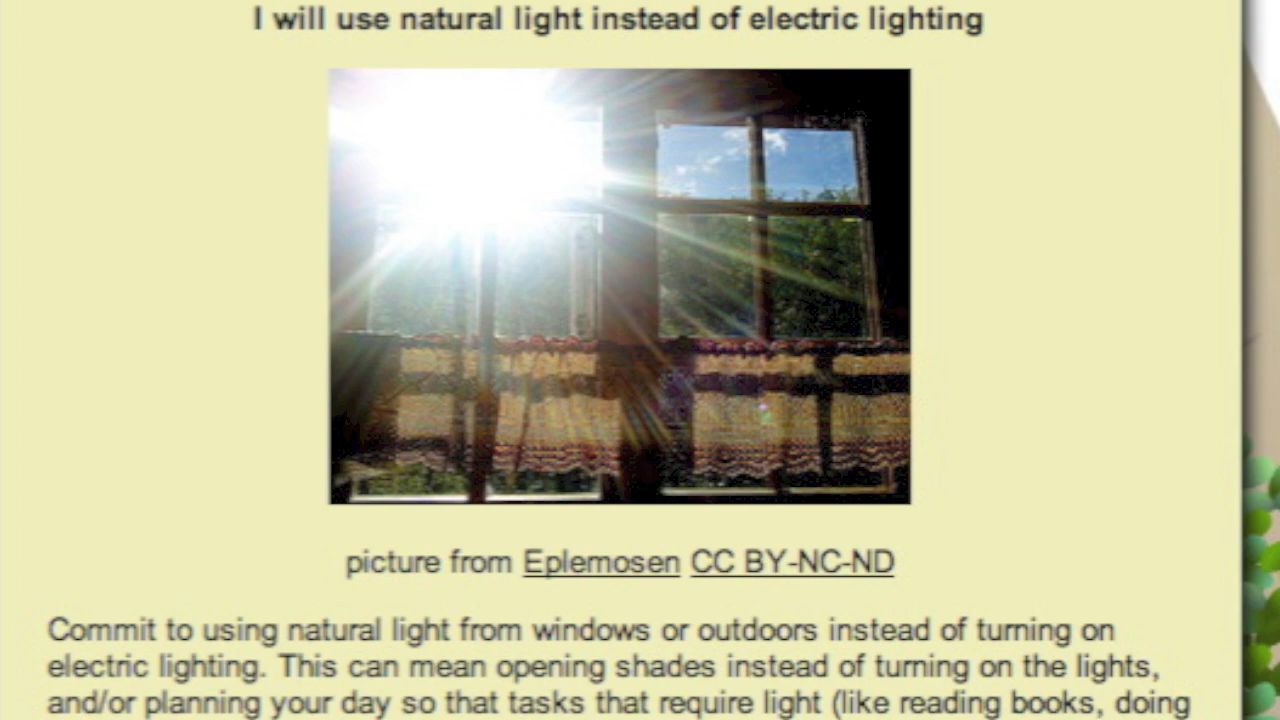 I will use natural light instead of electric lighting
picture from Eplemosen CC BY-NC-ND
Commit to using natural light from windows or outdoors instead of turning on
electric lighting. This can mean opening shades instead of turning on the lights,
and/or planning your day so that tasks that require light (like reading books, doing